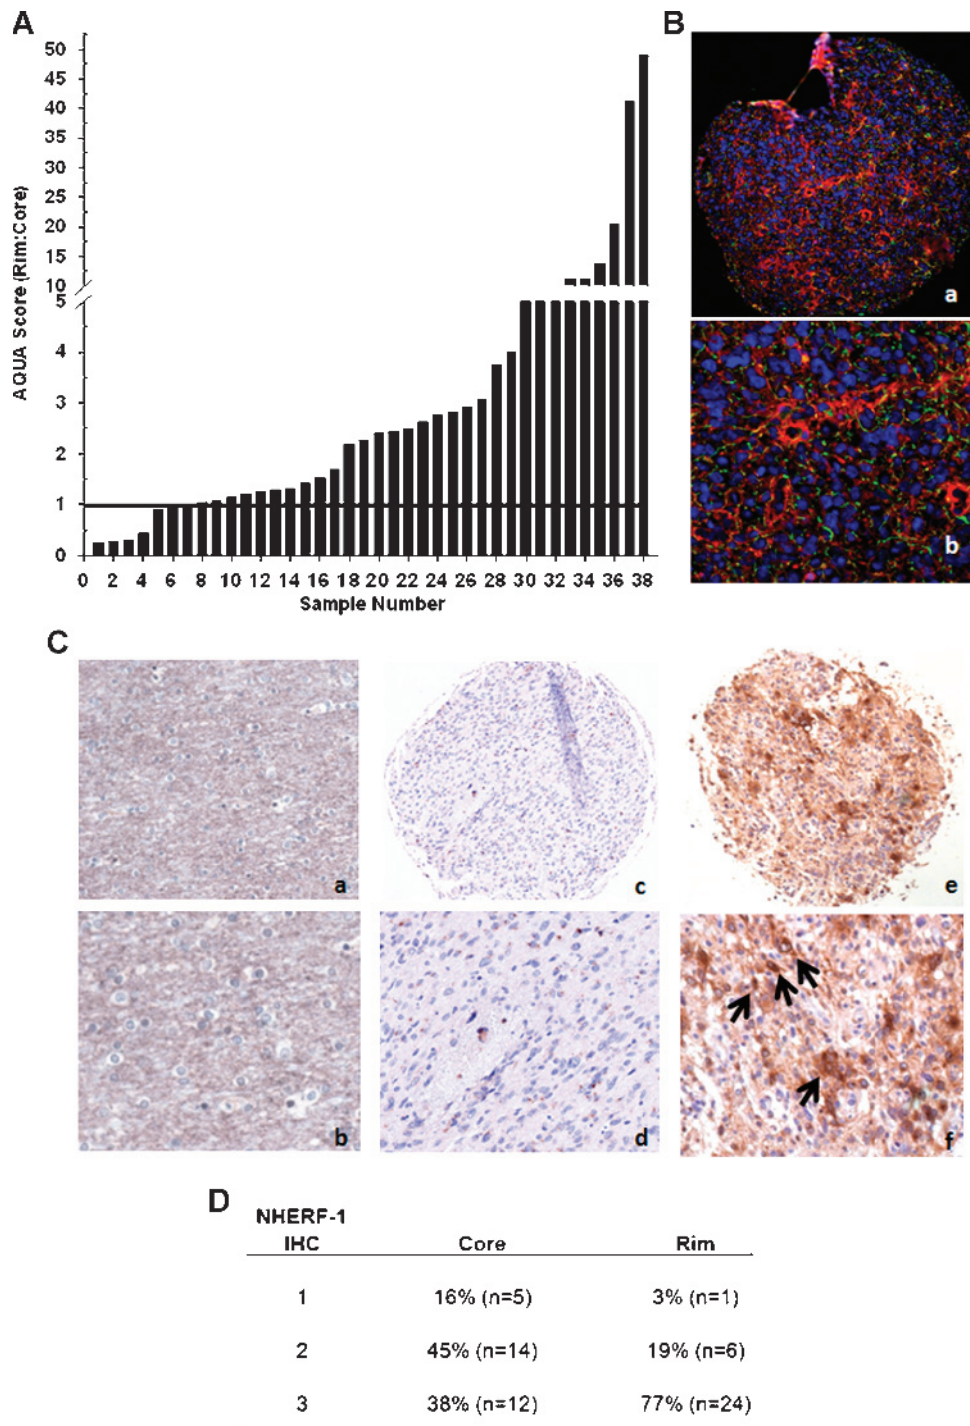 A
AQUA Score (Rim:Core)
50
45
40
35
30
25
20
15
10
5
4
3
2
1
0
0 2 4 6 8 10 12 14 16 18 20 22 24 26 28 30 32 34 36 38
Sample Number
B
a
b
C
a
c
e
b
d
f
D
NHERF-1
IHC Core Rim
1 16% (n=5) 3% (n=1)
2 45% (n=14) 19% (n=6)
3 38% (n=12) 77% (n=24)